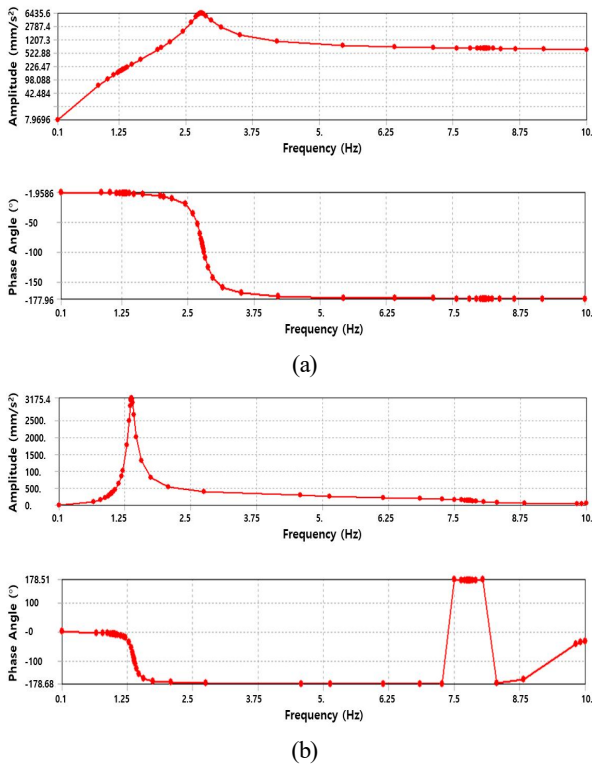 Amplitude (mm/s²)
6435.6
2787.4
1207.3
522.88
226.47
98.088
42.484
7.9696
0.1 1.25 2.5 3.75 5. 6.25 7.5 8.75 10.
Frequency (Hz)
Phase Angle (°)
-1.9586
-50
-100
-150
-177.96
0.1 1.25 2.5 3.75 5. 6.25 7.5 8.75 10.
Frequency (Hz)
(a)
Amplitude (mm/s²)
3175.4
2500.
2000.
1500.
1000.
500.
0.
0.1 1.25 2.5 3.75 5. 6.25 7.5 8.75 10.
Frequency (Hz)
Phase Angle (°)
178.51
100
-0
-100
-178.68
0.1 1.25 2.5 3.75 5. 6.25 7.5 8.75 10.
Frequency (Hz)
(b)